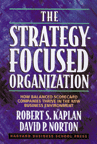 THE
STRATEGY-
FOCUSED
ORGANIZATION
HOW BALANCED SCORECARD
COMPANIES THRIVE IN THE NEW
BUSINESS ENVIRONMENT
ROBERT S. KAPLAN
DAVID P. NORTON
HARVARD BUSINESS SCHOOL PRESS